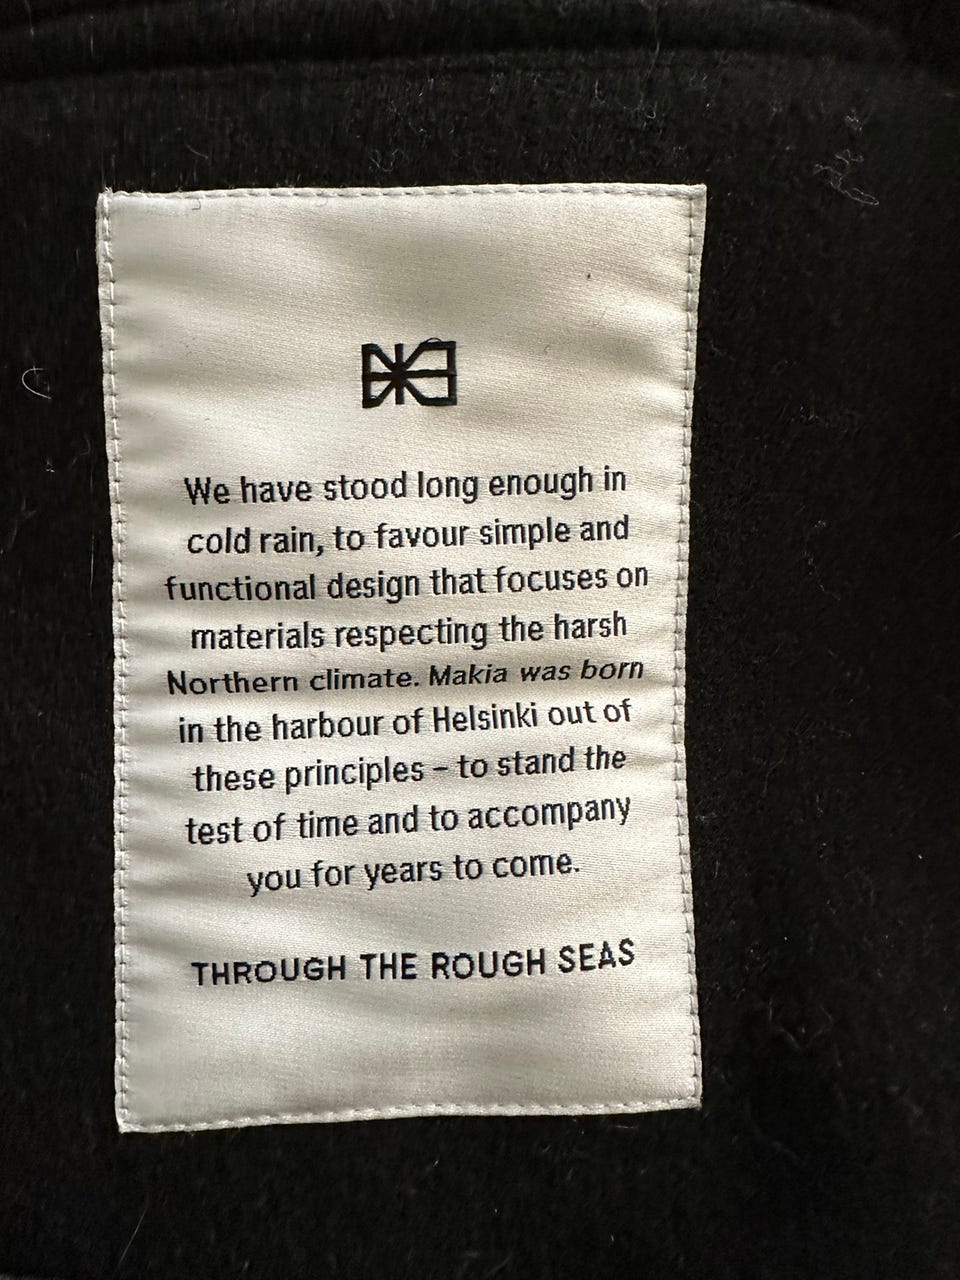 We have stood long enough in
cold rain, to favour simple and
functional design that focuses on
materials respecting the harsh
Northern climate. Makia was born
in the harbour of Helsinki out of
these principles – to stand the
test of time and to accompany
you for years to come.
THROUGH THE ROUGH SEAS